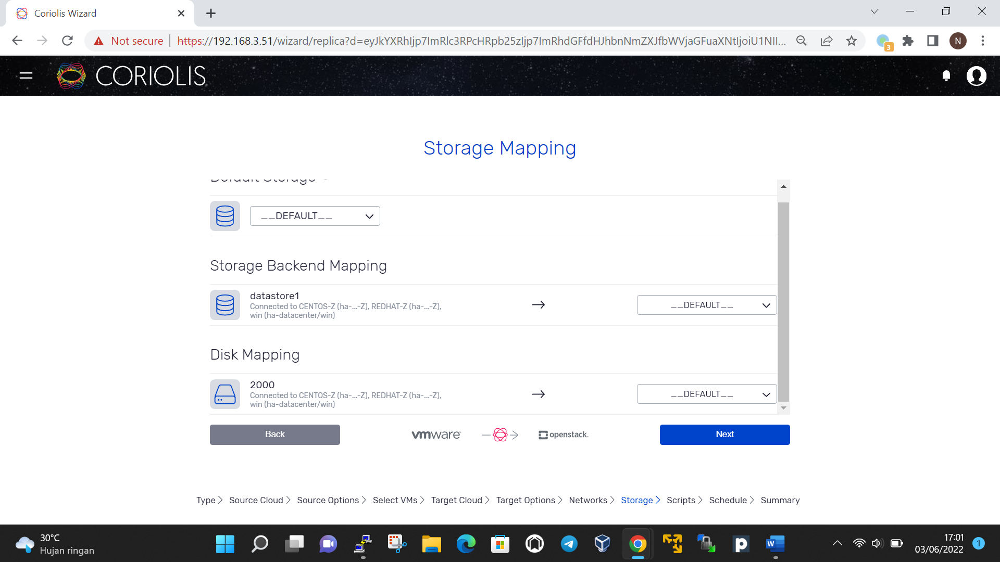 Coriolis Wizard
Not secure
https://192.168.3.51/wizard/replica?d=eyJkYXRhIjp7ImRlc3RPcHRpb25zIjp7ImRhdGFfdHJhbnNmZXJfbWVjaGFuaXNtIjoiU1NII...
3
N
CORIOLIS
Storage Mapping
Default Storage
__DEFAULT__
Storage Backend Mapping
datastore1
Connected to CENTOS-Z (ha-...-Z), REDHAT-Z (ha-...-Z),
win (ha-datacenter/win)
__DEFAULT__
Disk Mapping
2000
Connected to CENTOS-Z (ha-...-Z), REDHAT-Z (ha-...-Z),
win (ha-datacenter/win)
__DEFAULT__
Back
vmware
openstack.
Next
Type > Source Cloud > Source Options > Select VMs > Target Cloud > Target Options > Networks > Storage > Scripts > Schedule > Summary
30°C
Hujan ringan
17:01
03/06/2022
1